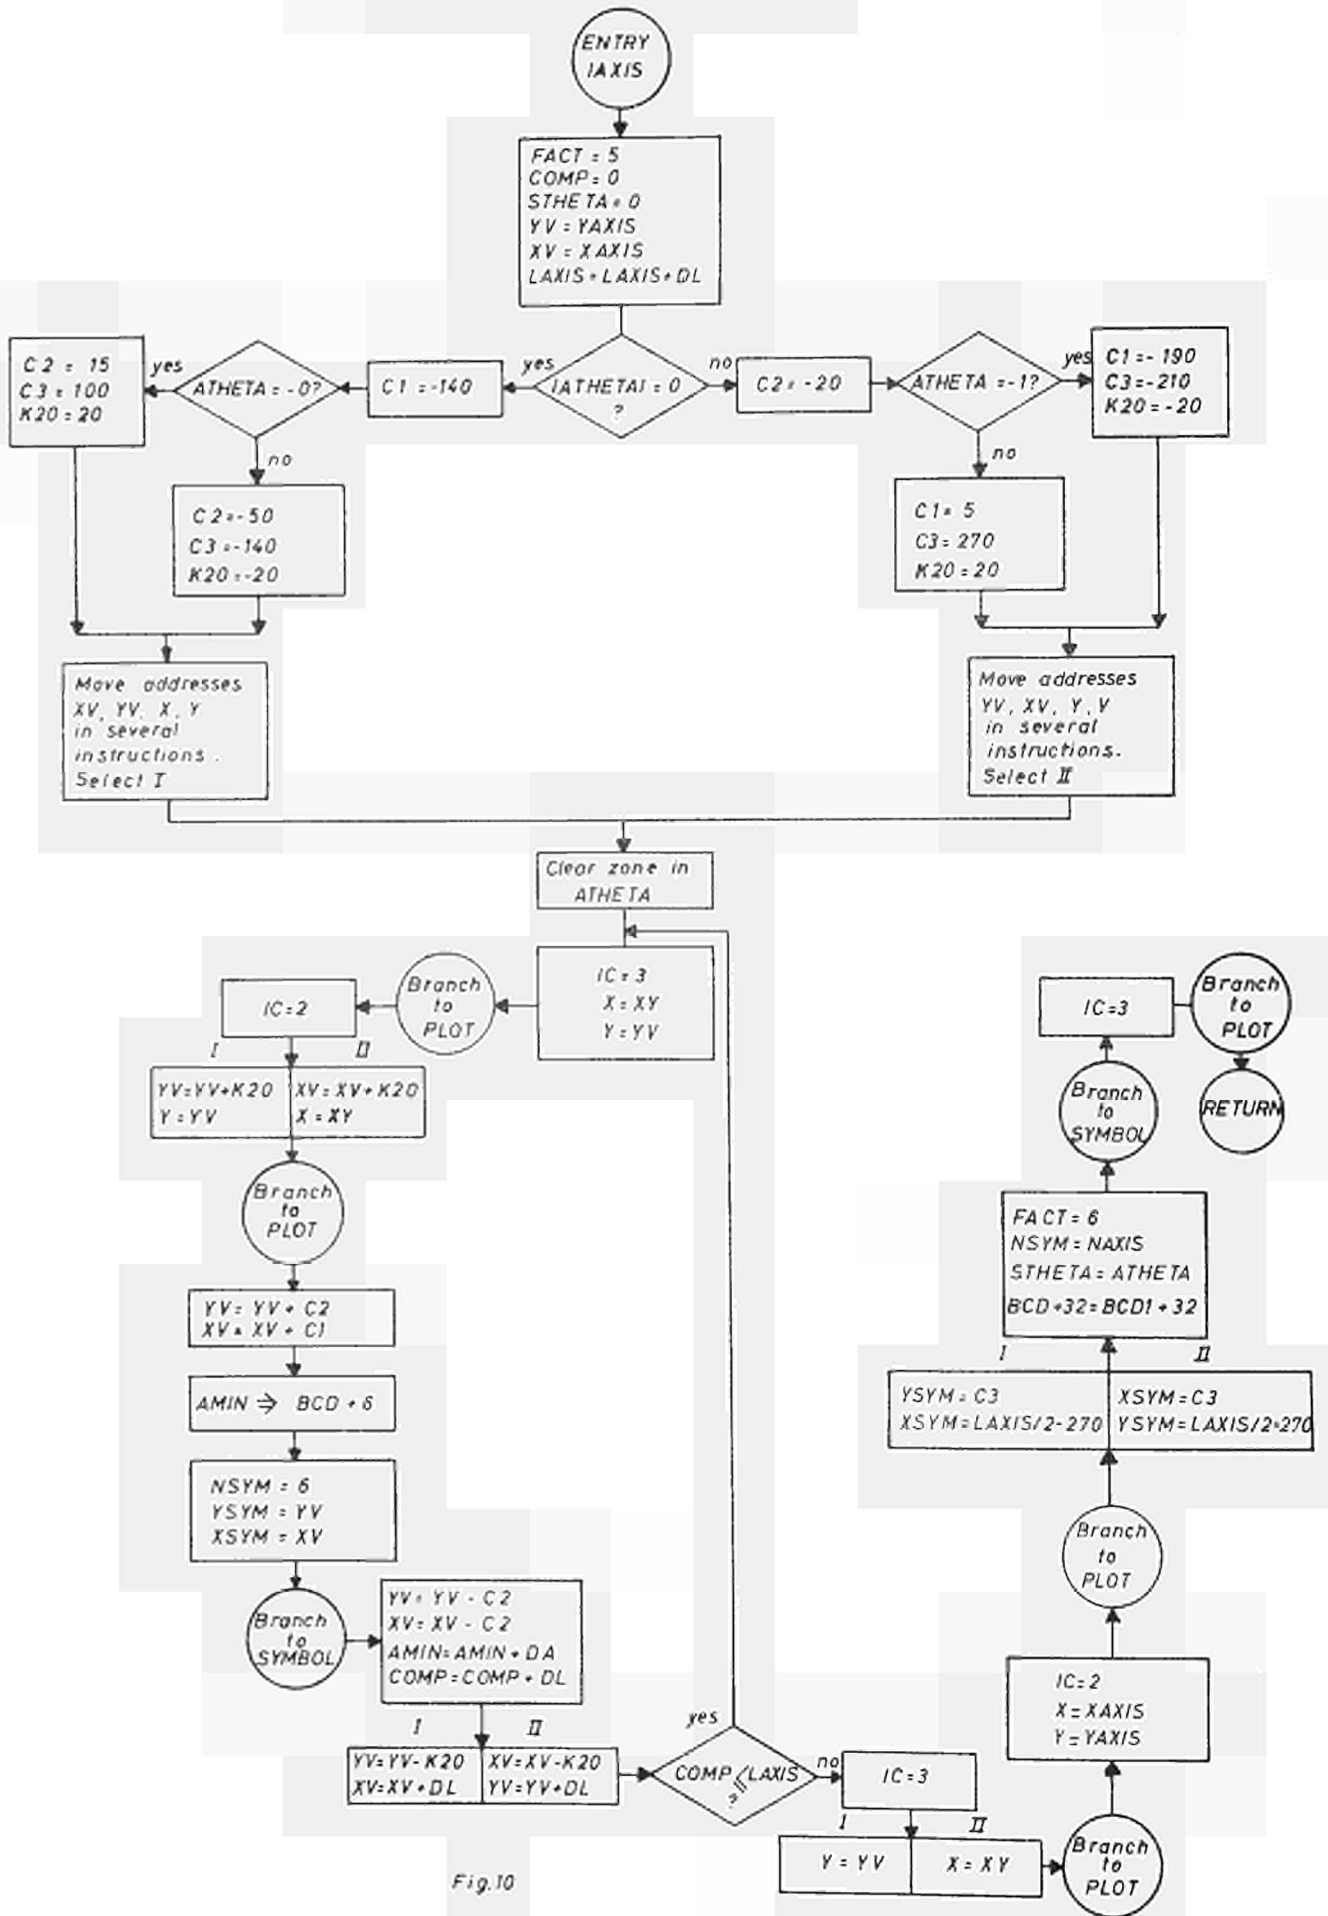 ENTRY
IAXIS
FACT = 5
COMP = 0
STHETA = 0
YV = YAXIS
XV = XAXIS
LAXIS = LAXIS + DL
C2 = 15
C3 = 100
K20 = 20
yes
ATHETA = -0?
C1 = -140
yes
|ATHETA| = 0
?
no
C2 = -20
ATHETA = -1?
yes
C1 = - 190
C3 = -210
K20 = -20
no
C2 = -50
C3 = -140
K20 = -20
no
C1 = 5
C3 = 270
K20 = 20
Move addresses
XV, YV, X, Y
in several
instructions.
Select I
Move addresses
YV, XV, Y, V
in several
instructions.
Select II
Clear zone in
ATHETA
IC = 3
X = XY
Y = YV
Branch
to
PLOT
IC = 2
I II
YV = YV + K20
Y = YV
XV = XV + K20
X = XY
Branch
to
PLOT
YV = YV + C2
XV = XV + C1
AMIN ⇒ BCD + 6
NSYM = 6
YSYM = YV
XSYM = XV
Branch
to
SYMBOL
YV = YV - C2
XV = XV - C2
AMIN = AMIN + DA
COMP = COMP + DL
I II
YV = YV - K20
XV = XV + DL
XV = XV - K20
YV = YV + DL
yes
COMP ≤ LAXIS
?
no
IC = 3
I II
Y = YV
X = XY
Branch
to
PLOT
IC = 2
X = XAXIS
Y = YAXIS
Branch
to
PLOT
YSYM = C3
XSYM = LAXIS/2 - 270
XSYM = C3
YSYM = LAXIS/2 - 270
I II
FACT = 6
NSYM = NAXIS
STHETA = ATHETA
BCD + 32 = BCD1 + 32
Branch
to
SYMBOL
IC = 3
Branch
to
PLOT
RETURN
Fig. 10